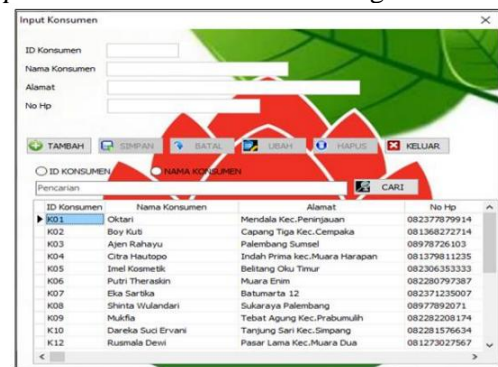 Input Konsumen
ID Konsumen
Nama Konsumen
Alamat
No Hp
TAMBAH SIMPAN BATAL UBAH HAPUS KELUAR
ID KONSUMEN NAMA KONSUMEN
Pencarian CARI
ID Konsumen Nama Konsumen Alamat No Hp
K01 Oktari Mendala Kec.Peninjauan 082377879914
K02 Boy Kuti Capang Tiga Kec.Cempaka 081368272714
K03 Ajen Rahayu Palembang Sumsel 08978726103
K04 Citra Hautopo Indah Prima kec.Muara Harapan 081379811235
K05 Imel Kosmetik Belitang Oku Timur 082306353333
K06 Putri Theraskin Muara Enim 082280797387
K07 Eka Sartika Batumarta 12 082371235007
K08 Shinta Wulandari Sukaraya Palembang 08977892071
K09 Mukfia Tebat Agung Kec.Prabumulih 082282208174
K10 Dareka Suci Ervani Tanjung Sari Kec.Simpang 082281576634
K12 Rusmala Dewi Pasar Lama Kec.Muara Dua 081273027567